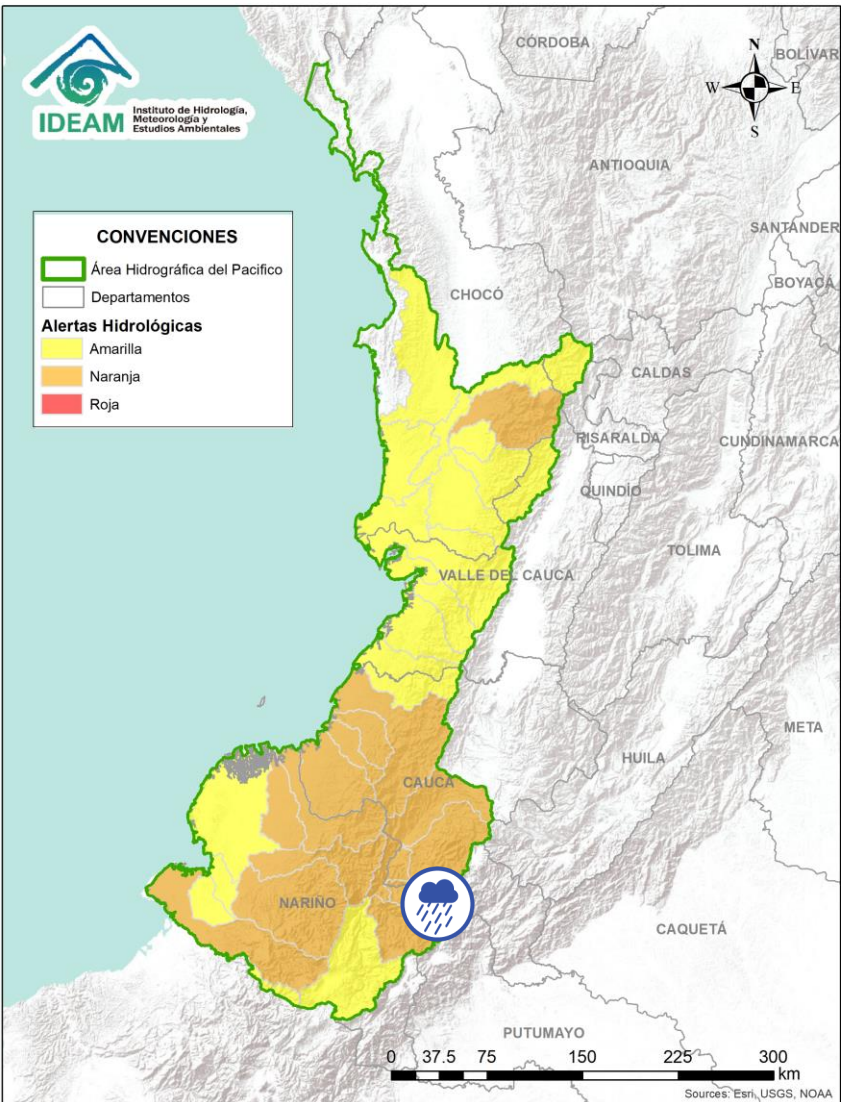 IDEAM
Instituto de Hidrología,
Meteorología y
Estudios Ambientales
N
W E
S
CONVENCIONES
Área Hidrográfica del Pacifico
Departamentos
Alertas Hidrológicas
Amarilla
Naranja
Roja
CÓRDOBA
BOLÍVAR
ANTIOQUIA
SANTANDER
BOYACÁ
CHOCÓ
CALDAS
RISARALDA
CUNDINAMARCA
QUINDÍO
TOLIMA
VALLE DEL CAUCA
META
HUILA
CAUCA
NARIÑO
CAQUETÁ
PUTUMAYO
0 37.5 75 150 225 300
km
Sources: Esri, USGS, NOAA